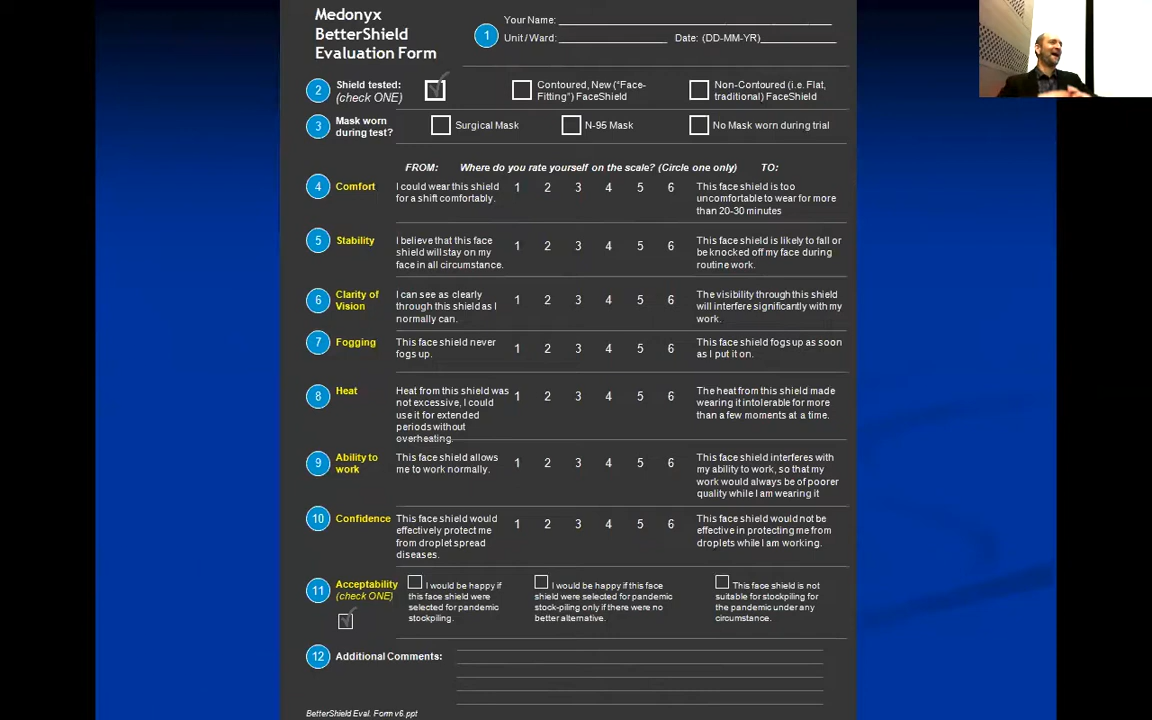 Medonyx
BetterShield
Evaluation Form
1
Your Name:
Unit / Ward: Date: (DD-MM-YR)
2
Shield tested:
(check ONE)
Contoured, New ("Face-
Fitting") FaceShield
Non-Contoured (i.e. Flat,
traditional) FaceShield
3
Mask worn
during test?
Surgical Mask
N-95 Mask
No Mask worn during trial
FROM: Where do you rate yourself on the scale? (Circle one only) TO:
4
Comfort
I could wear this shield
for a shift comfortably.
1 2 3 4 5 6
This face shield is too
uncomfortable to wear for more
than 20-30 minutes
5
Stability
I believe that this face
shield will stay on my
face in all circumstance.
1 2 3 4 5 6
This face shield is likely to fall or
be knocked off my face during
routine work.
6
Clarity of
Vision
I can see as clearly
through this shield as I
normally can.
1 2 3 4 5 6
The visibility through this shield
will interfere significantly with my
work.
7
Fogging
This face shield never
fogs up.
1 2 3 4 5 6
This face shield fogs up as soon
as I put it on.
8
Heat
Heat from this shield was
not excessive, I could
use it for extended
periods without
overheating.
1 2 3 4 5 6
The heat from this shield made
wearing it intolerable for more
than a few moments at a time.
9
Ability to
work
This face shield allows
me to work normally.
1 2 3 4 5 6
This face shield interferes with
my ability to work, so that my
work would always be of poorer
quality while I am wearing it
10
Confidence
This face shield would
effectively protect me
from droplet spread
diseases.
1 2 3 4 5 6
This face shield would not be
effective in protecting me from
droplets while I am working.
11
Acceptability
(check ONE)
I would be happy if
this face shield were
selected for pandemic
stockpiling.
I would be happy if this face
shield were selected for pandemic
stock-piling only if there were no
better alternative.
This face shield is not
suitable for stockpiling for
the pandemic under any
circumstance.
12
Additional Comments:
BetterShield Eval. Form v6.ppt